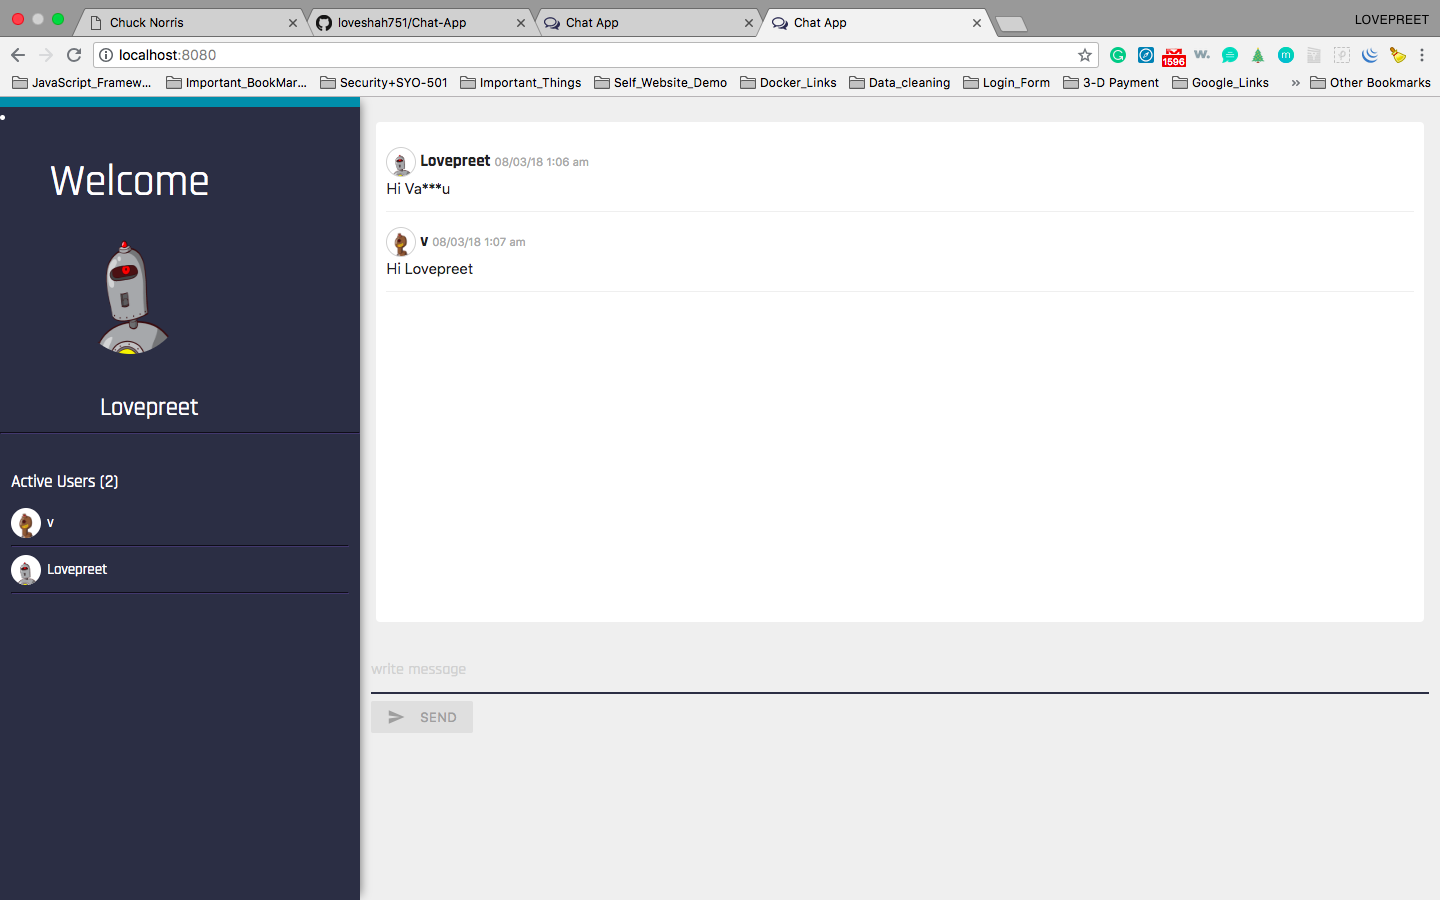 Chuck Norris
loveshah751/Chat-App
Chat App
Chat App
LOVEPREET
localhost:8080
1596
w.
m
JavaScript_Framew...
Important_BookMar...
Security+SYO-501
Important_Things
Self_Website_Demo
Docker_Links
Data_cleaning
Login_Form
3-D Payment
Google_Links
»
Other Bookmarks
Welcome
Lovepreet
Active Users (2)
v
Lovepreet
Lovepreet 08/03/18 1:06 am
Hi Va***u
v 08/03/18 1:07 am
Hi Lovepreet
write message
SEND